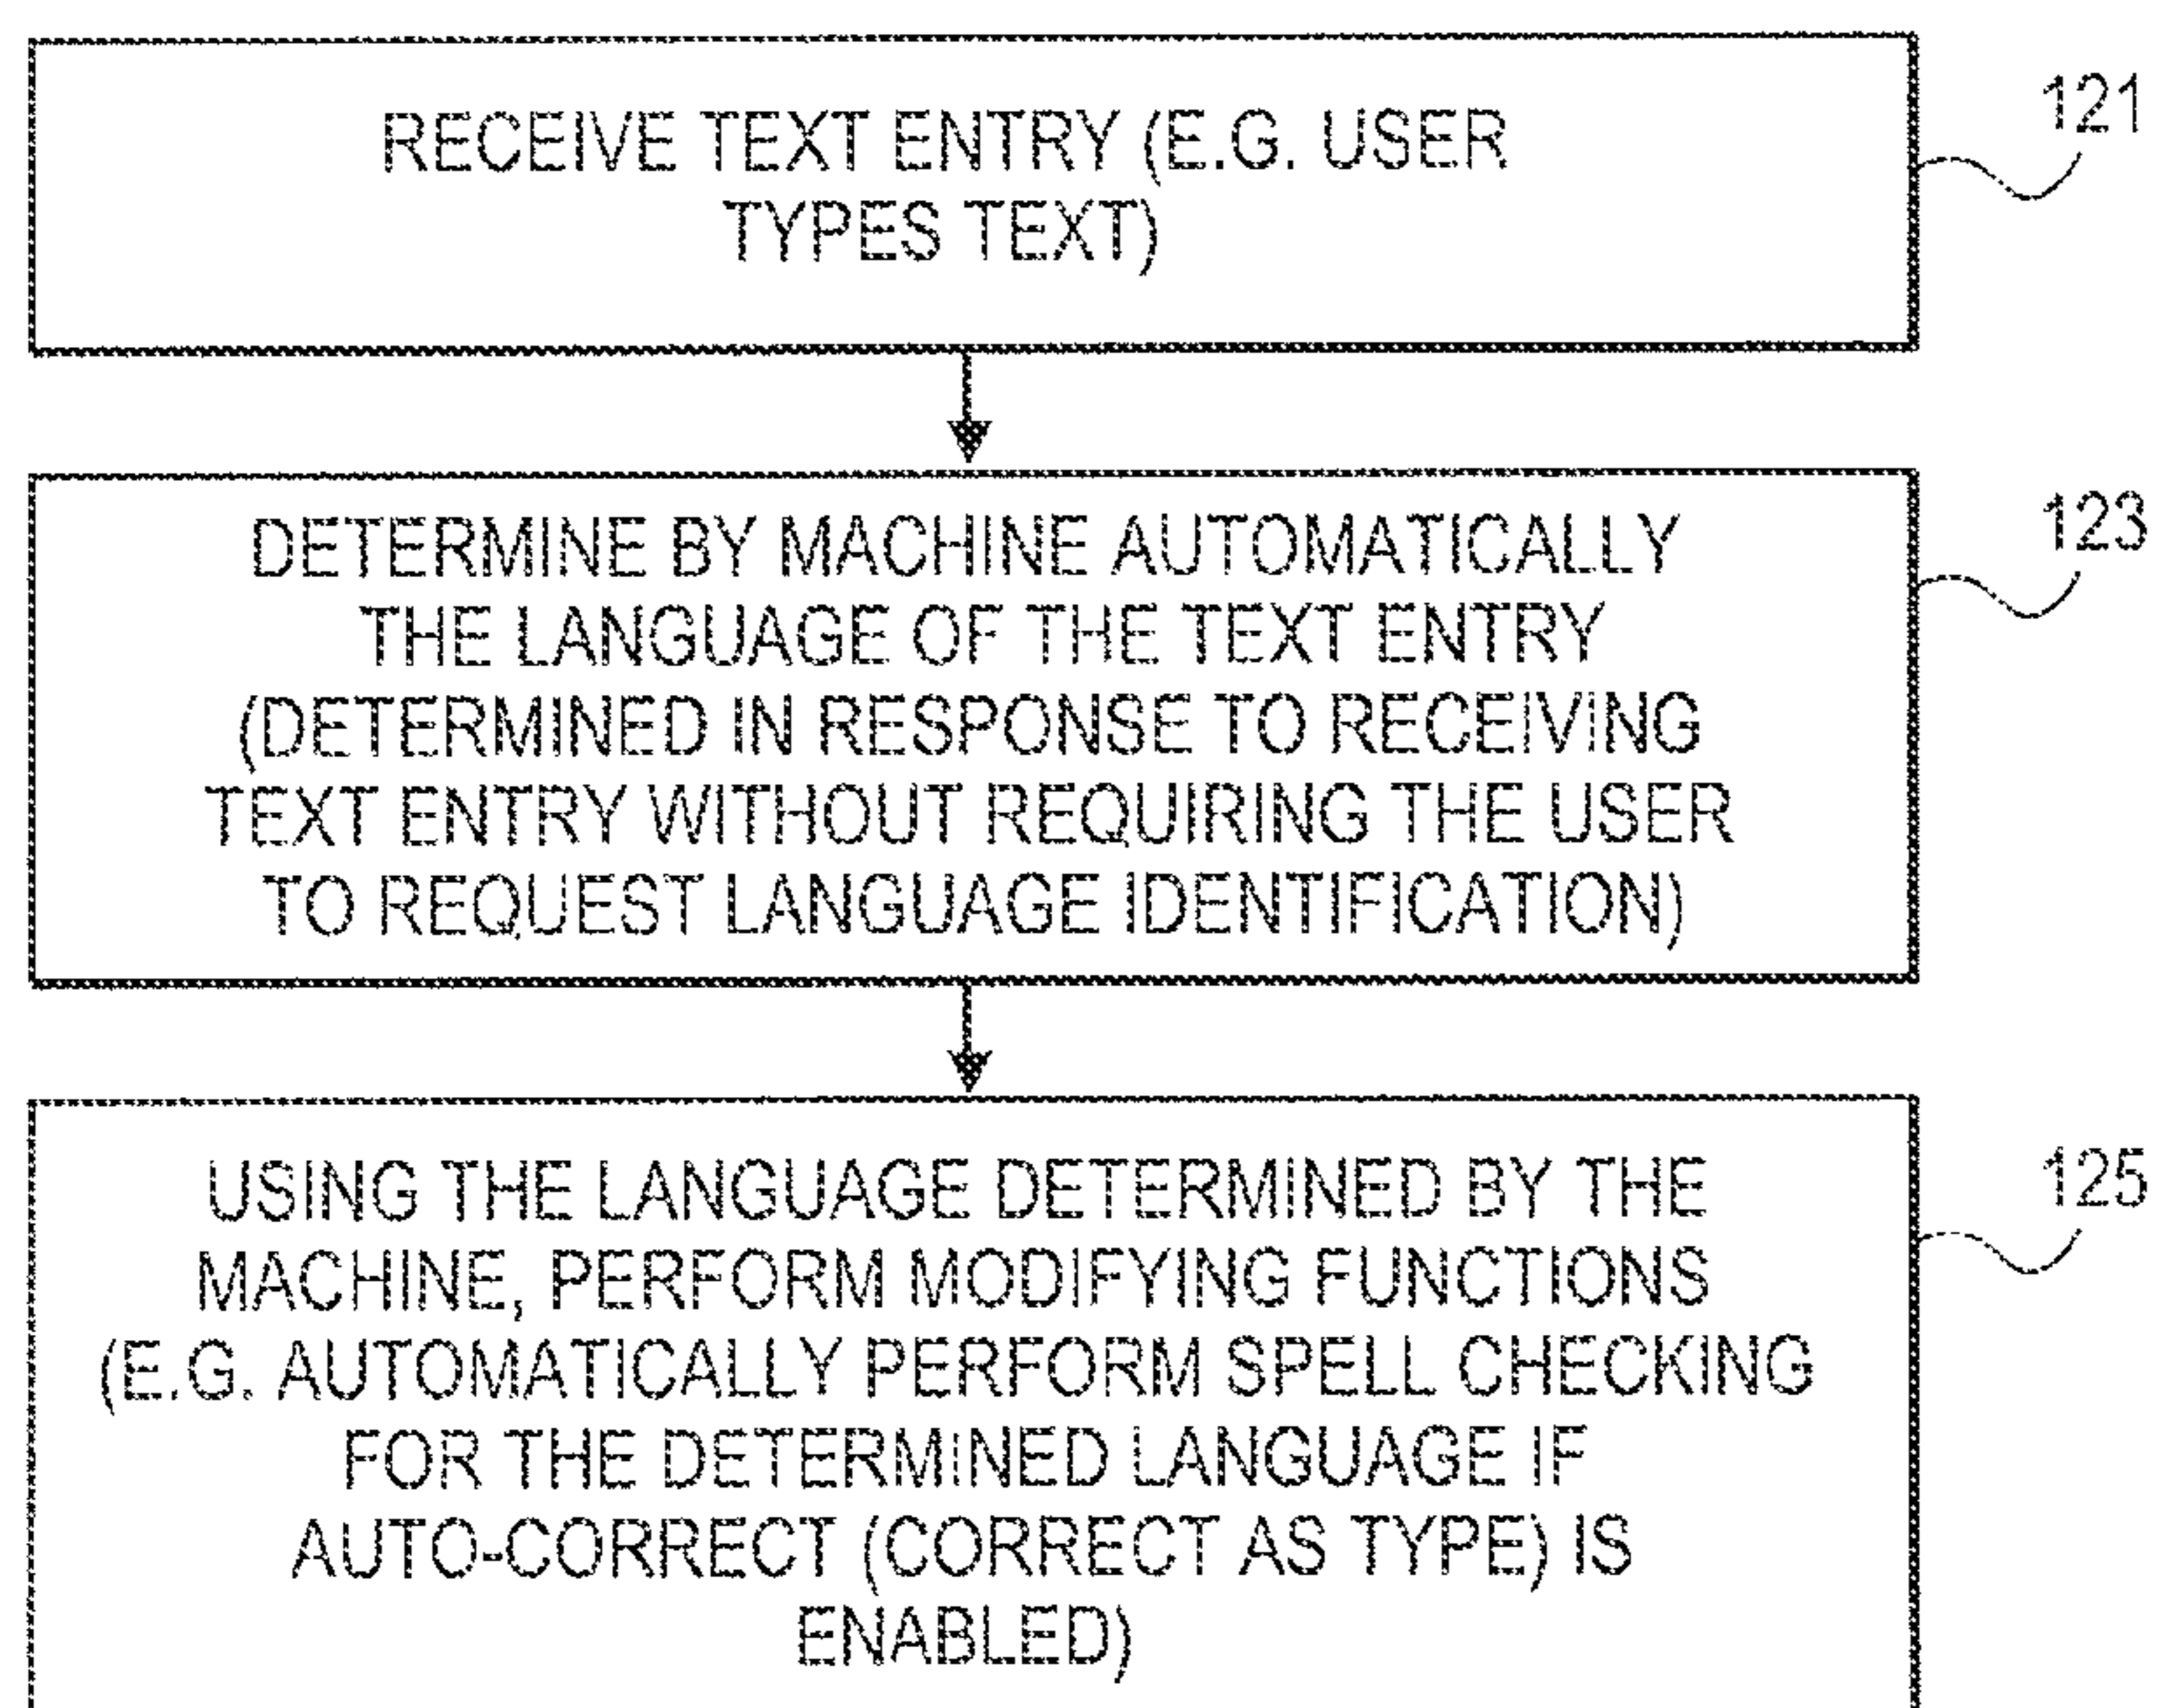 RECEIVE TEXT ENTRY (E.G. USER
TYPES TEXT)
121
DETERMINE BY MACHINE AUTOMATICALLY
THE LANGUAGE OF THE TEXT ENTRY
(DETERMINED IN RESPONSE TO RECEIVING
TEXT ENTRY WITHOUT REQUIRING THE USER
TO REQUEST LANGUAGE IDENTIFICATION)
123
USING THE LANGUAGE DETERMINED BY THE
MACHINE, PERFORM MODIFYING FUNCTIONS
(E.G. AUTOMATICALLY PERFORM SPELL CHECKING
FOR THE DETERMINED LANGUAGE IF
AUTO-CORRECT (CORRECT AS TYPE) IS
ENABLED)
125